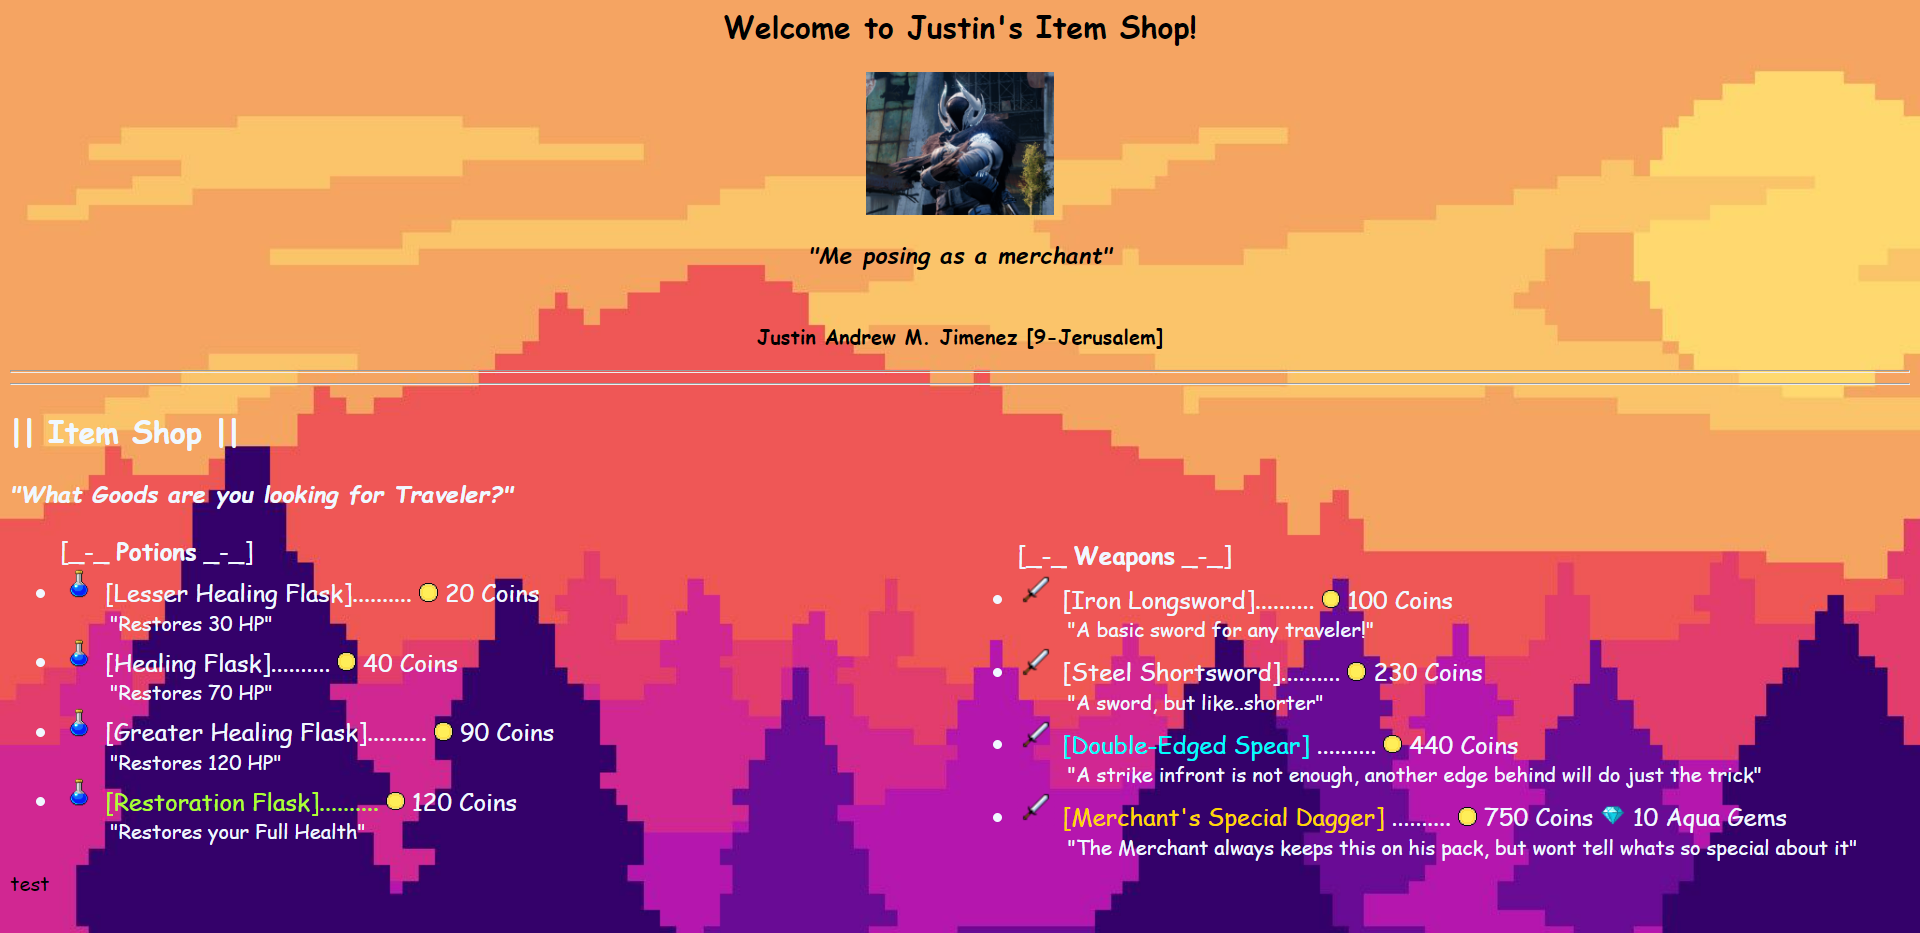 Welcome to Justin's Item Shop!
"Me posing as a merchant"
Justin Andrew M. Jimenez [9-Jerusalem]
|| Item Shop ||
"What Goods are you looking for Traveler?"
[_-_ Potions _-_]
[Lesser Healing Flask].......... 20 Coins
"Restores 30 HP"
[Healing Flask].......... 40 Coins
"Restores 70 HP"
[Greater Healing Flask].......... 90 Coins
"Restores 120 HP"
[Restoration Flask].......... 120 Coins
"Restores your Full Health"
[_-_ Weapons _-_]
[Iron Longsword].......... 100 Coins
"A basic sword for any traveler!"
[Steel Shortsword].......... 230 Coins
"A sword, but like..shorter"
[Double-Edged Spear] .......... 440 Coins
"A strike infront is not enough, another edge behind will do just the trick"
[Merchant's Special Dagger] .......... 750 Coins 10 Aqua Gems
"The Merchant always keeps this on his pack, but wont tell whats so special about it"
test